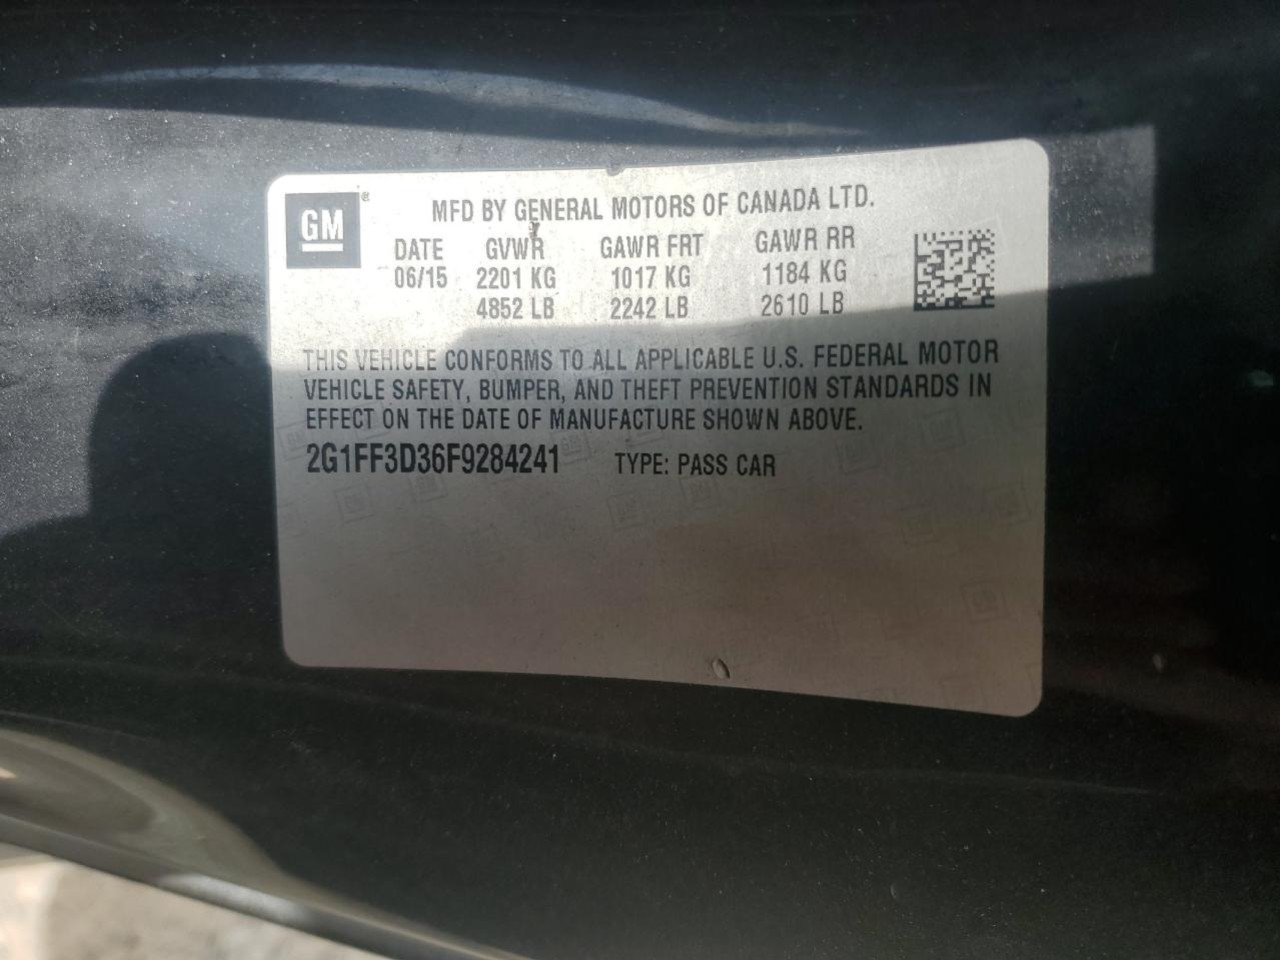 GM ®
MFD BY GENERAL MOTORS OF CANADA LTD.
DATE GVWR GAWR FRT GAWR RR
06/15 2201 KG 1017 KG 1184 KG
4852 LB 2242 LB 2610 LB
THIS VEHICLE CONFORMS TO ALL APPLICABLE U.S. FEDERAL MOTOR
VEHICLE SAFETY, BUMPER, AND THEFT PREVENTION STANDARDS IN
EFFECT ON THE DATE OF MANUFACTURE SHOWN ABOVE.
2G1FF3D36F9284241 TYPE: PASS CAR